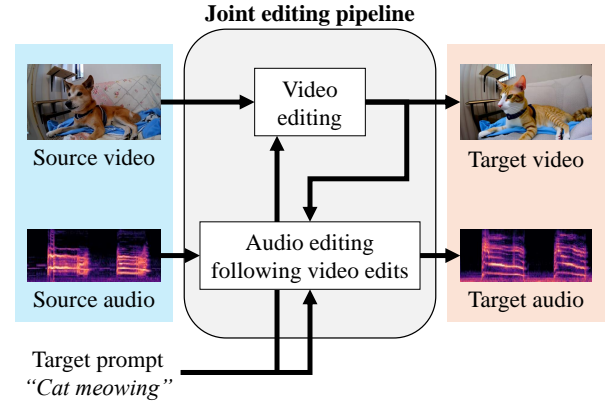 Joint editing pipeline
Video
editing
Source video
Target video
Audio editing
following video edits
Source audio
Target audio
Target prompt
“Cat meowing”